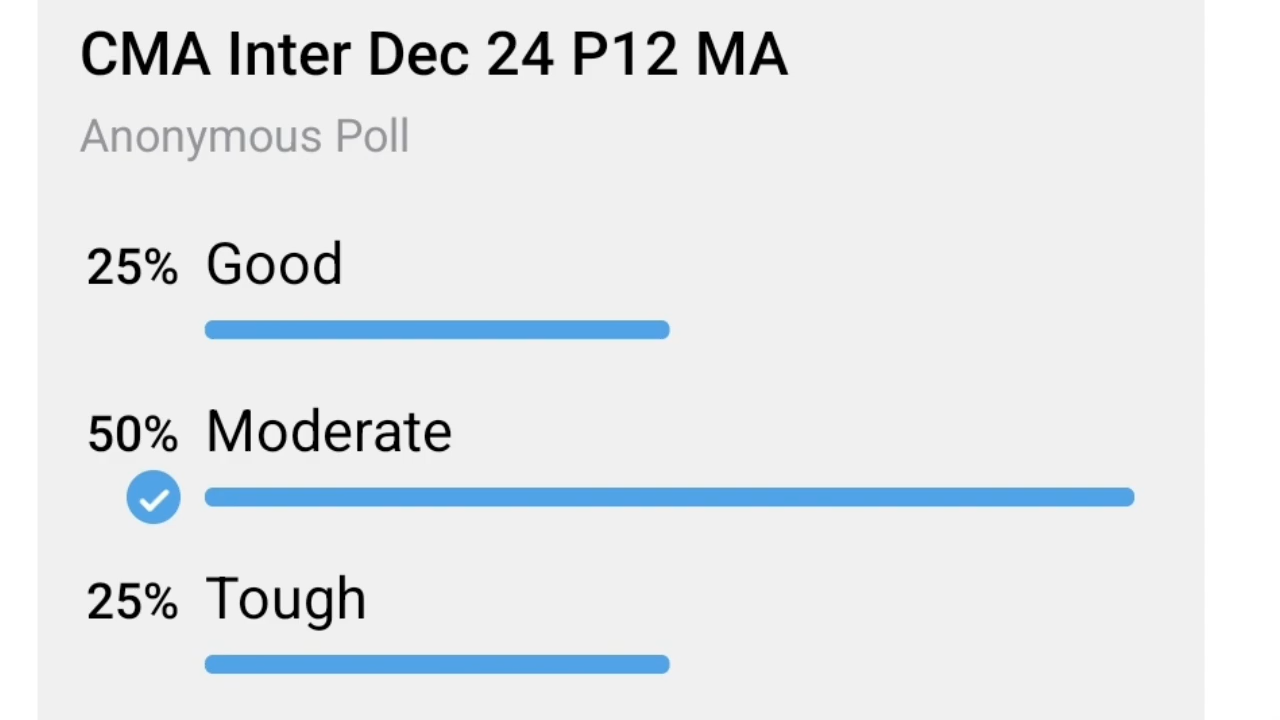 CMA Inter Dec 24 P12 MA
Anonymous Poll
25% Good
50% Moderate
25% Tough